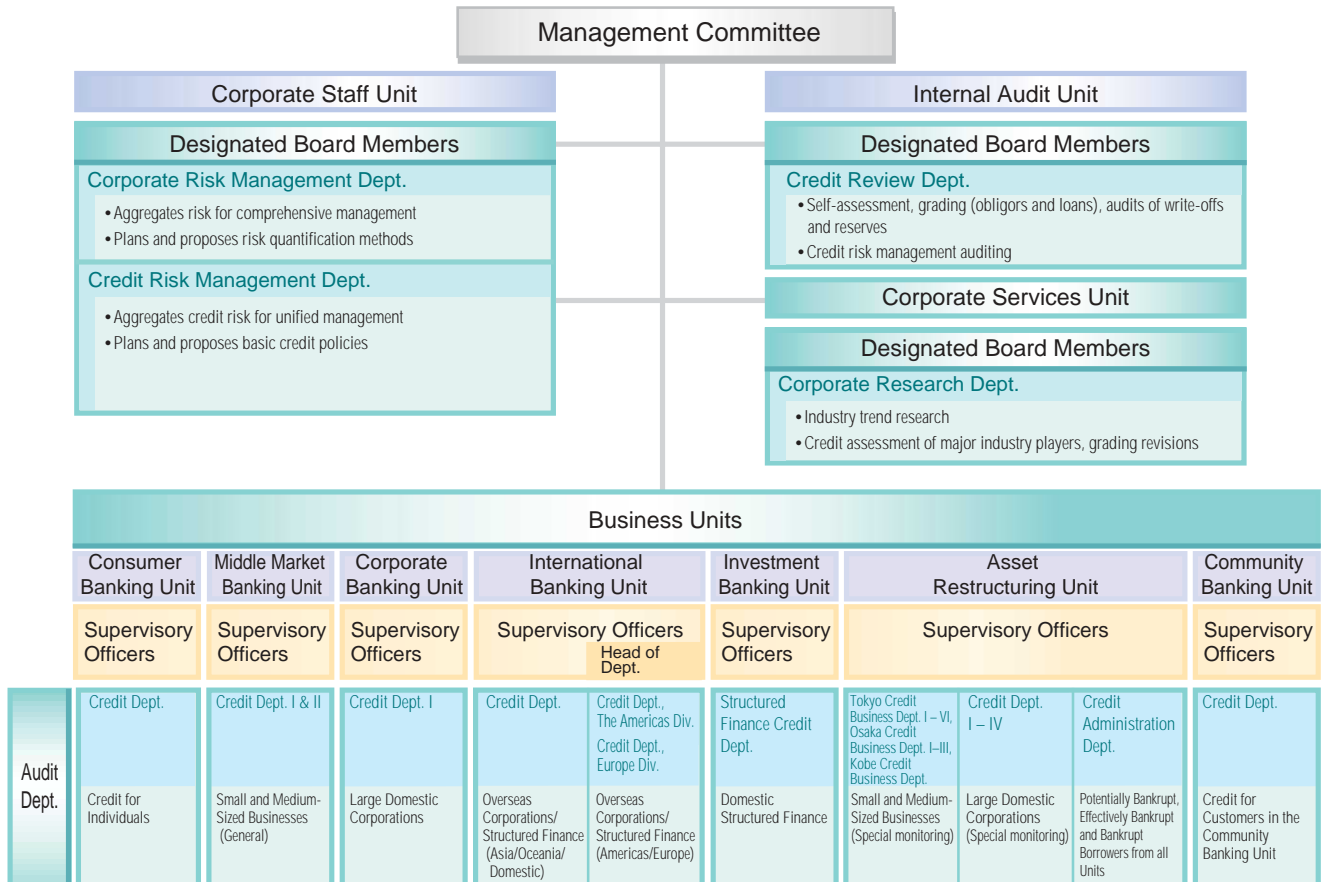 Management Committee
Corporate Staff Unit
Designated Board Members
Corporate Risk Management Dept.
• Aggregates risk for comprehensive management
• Plans and proposes risk quantification methods
Credit Risk Management Dept.
• Aggregates credit risk for unified management
• Plans and proposes basic credit policies
Internal Audit Unit
Designated Board Members
Credit Review Dept.
• Self-assessment, grading (obligors and loans), audits of write-offs
and reserves
• Credit risk management auditing
Corporate Services Unit
Designated Board Members
Corporate Research Dept.
• Industry trend research
• Credit assessment of major industry players, grading revisions
Business Units
Consumer
Banking Unit
Middle Market
Banking Unit
Corporate
Banking Unit
International
Banking Unit
Investment
Banking Unit
Asset
Restructuring Unit
Community
Banking Unit
Supervisory
Officers
Supervisory
Officers
Supervisory
Officers
Supervisory Officers
Head of
Dept.
Supervisory
Officers
Supervisory Officers
Supervisory
Officers
Audit
Dept.
Credit Dept.
Credit Dept. I & II
Credit Dept. I
Credit Dept.
Credit Dept.,
The Americas Div.
Credit Dept.,
Europe Div.
Structured
Finance Credit
Dept.
Tokyo Credit
Business Dept. I – VI,
Osaka Credit
Business Dept. I–III,
Kobe Credit
Business Dept.
Credit Dept.
I – IV
Credit
Administration
Dept.
Credit Dept.
Credit for
Individuals
Small and Medium-
Sized Businesses
(General)
Large Domestic
Corporations
Overseas
Corporations/
Structured Finance
(Asia/Oceania/
Domestic)
Overseas
Corporations/
Structured Finance
(Americas/Europe)
Domestic
Structured Finance
Small and Medium-
Sized Businesses
(Special monitoring)
Large Domestic
Corporations
(Special monitoring)
Potentially Bankrupt,
Effectively Bankrupt
and Bankrupt
Borrowers from all
Units
Credit for
Customers in the
Community
Banking Unit